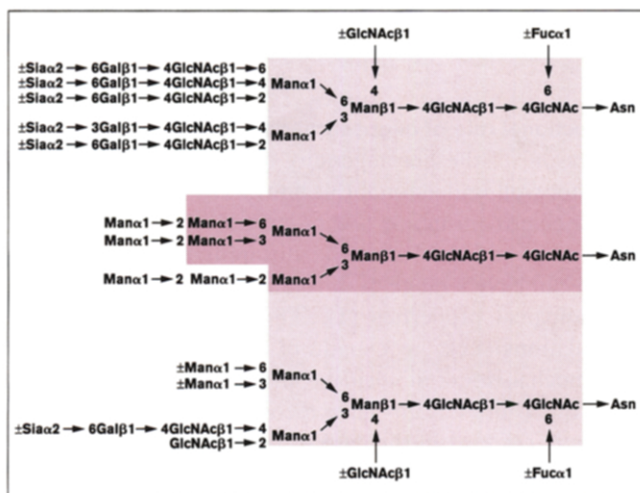 ±GlcNAcβ1 ±Fucα1
±Siaα2→6Galβ1→4GlcNAcβ1→6
±Siaα2→6Galβ1→4GlcNAcβ1→4 Manα1 4 6
±Siaα2→6Galβ1→4GlcNAcβ1→2
6 Manβ1→4GlcNAcβ1→4GlcNAc→Asn
3
±Siaα2→3Galβ1→4GlcNAcβ1→4 Manα1
±Siaα2→6Galβ1→4GlcNAcβ1→2
Manα1→2 Manα1→6 Manα1
Manα1→2 Manα1→3
6 Manβ1→4GlcNAcβ1→4GlcNAc→Asn
3
Manα1→2 Manα1→2 Manα1
±Manα1→6 Manα1
±Manα1→3
6 Manβ1→4GlcNAcβ1→4GlcNAc→Asn
3 4 6
±Siaα2→6Galβ1→4GlcNAcβ1→4 Manα1
GlcNAcβ1→2
±GlcNAcβ1 ±Fucα1